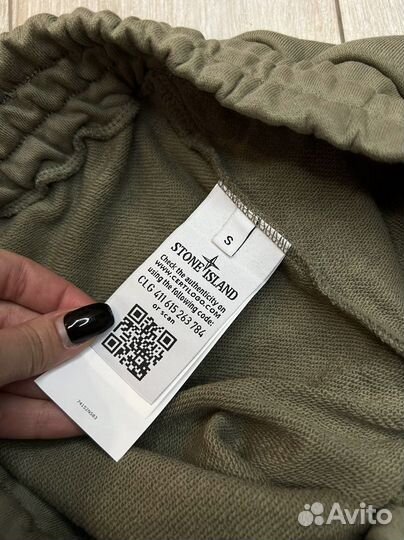 S
STONE ISLAND
Check the authenticity on
WWW.CERTILOGO.COM
using the following code:
CLG 411 615 263 784
or scan
Avito